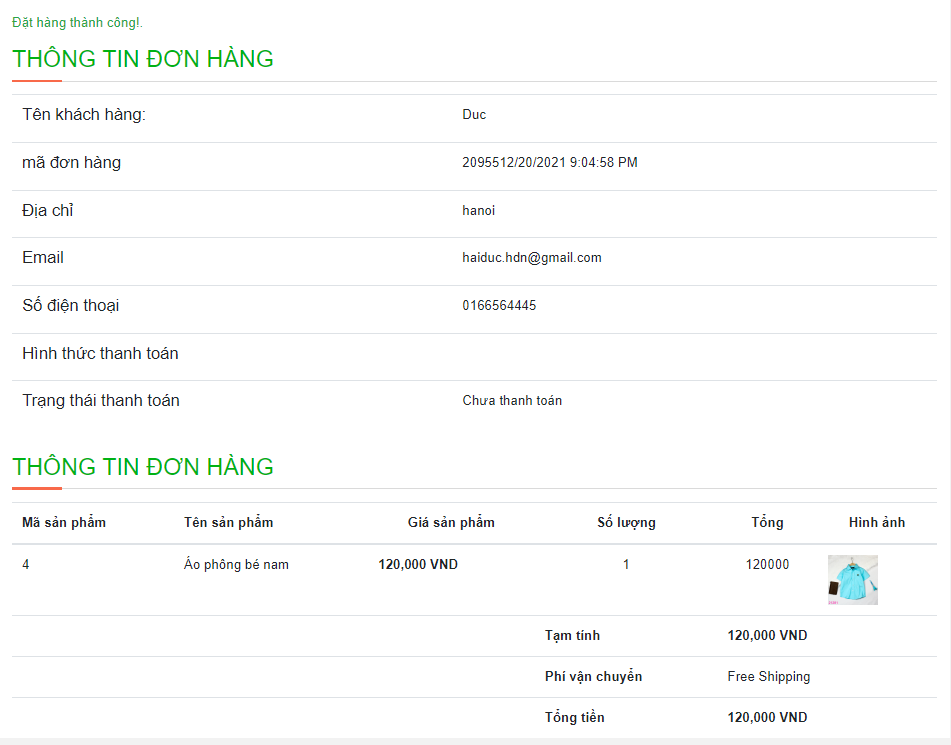 Đặt hàng thành công!.
THÔNG TIN ĐƠN HÀNG
Tên khách hàng: Duc
mã đơn hàng 2095512/20/2021 9:04:58 PM
Địa chỉ hanoi
Email haiduc.hdn@gmail.com
Số điện thoại 0166564445
Hình thức thanh toán
Trạng thái thanh toán Chưa thanh toán
THÔNG TIN ĐƠN HÀNG
Mã sản phẩm Tên sản phẩm Giá sản phẩm Số lượng Tổng Hình ảnh
4 Áo phông bé nam 120,000 VND 1 120000
Tạm tính 120,000 VND
Phí vận chuyển Free Shipping
Tổng tiền 120,000 VND